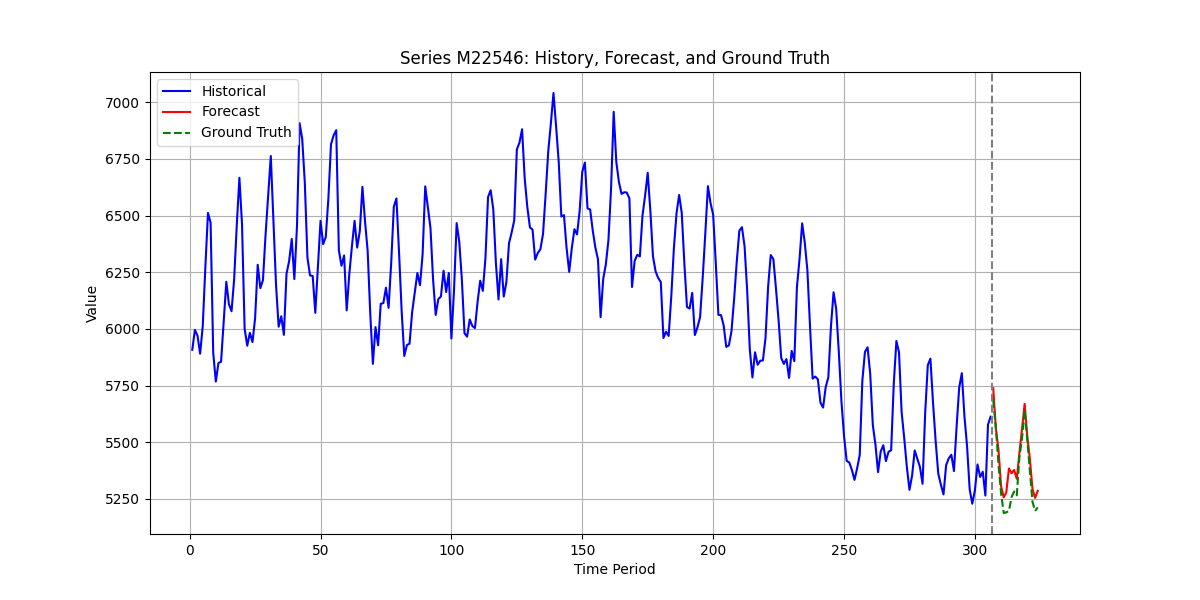 Series M22546: History, Forecast, and Ground Truth
Historical
Forecast
Ground Truth
7000
6750
6500
6250
6000
5750
5500
5250
Value
0 50 100 150 200 250 300
Time Period